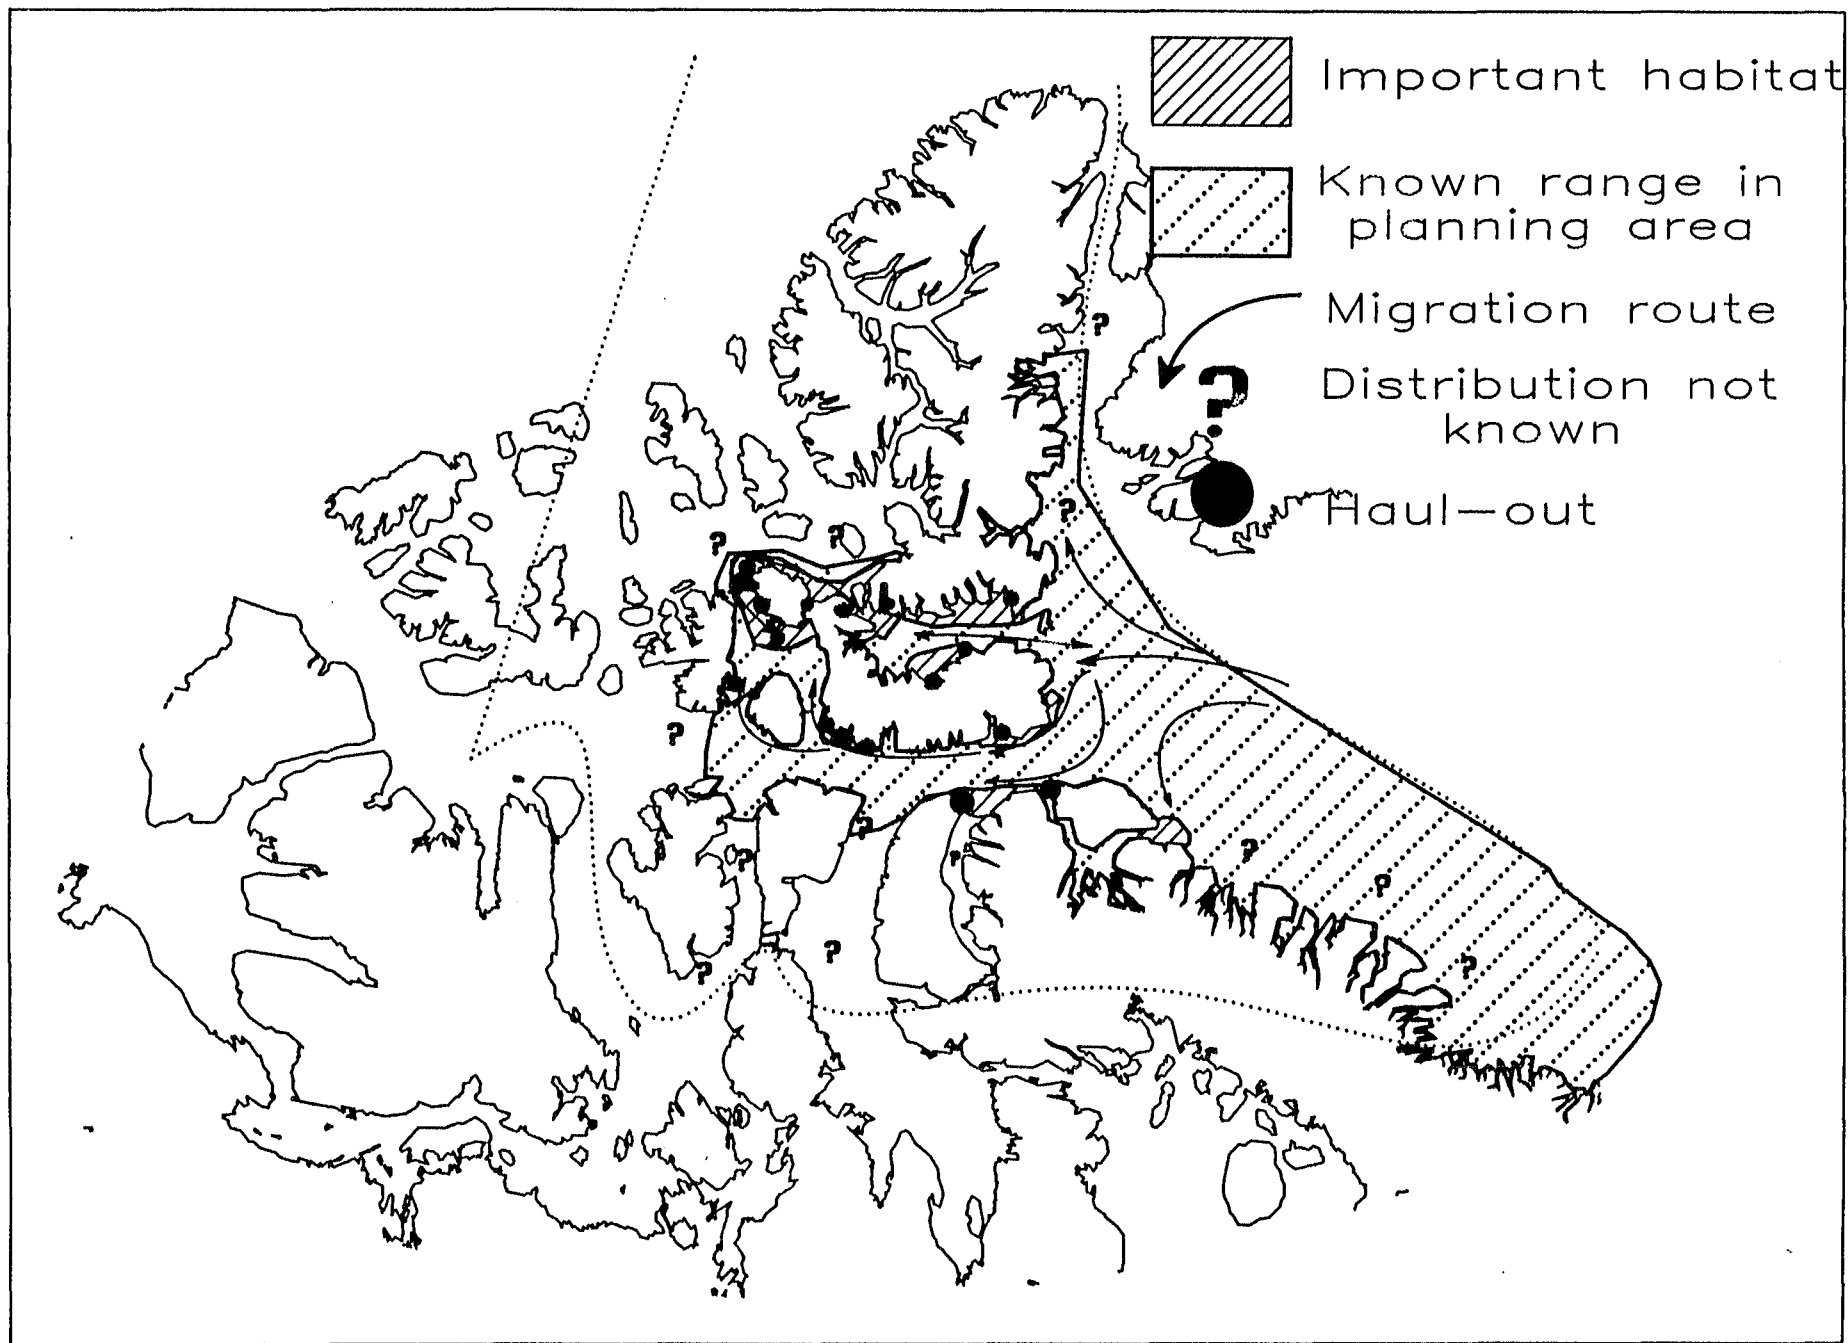 Important habitat
Known range in
planning area
Migration route
?
Distribution not
known
?
Haul-out
?
?
?
?
?
?
?
?
?
?
?
?
?